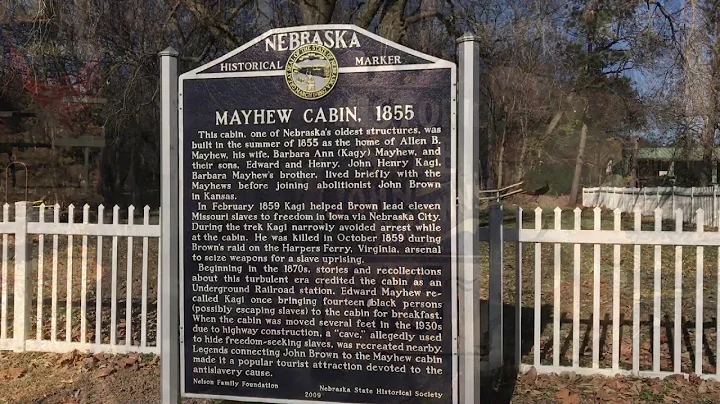 NEBRASKA
HISTORICAL MARKER
MAYHEW CABIN, 1855
This cabin, one of Nebraska's oldest structures, was
built in the summer of 1855 as the home of Allen B.
Mayhew, his wife, Barbara Ann (Kagy) Mayhew, and
their sons, Edward and Henry. John Henry Kagi,
Barbara Mayhew's brother, lived briefly with the
Mayhews before joining abolitionist John Brown
in Kansas.
In February 1859 Kagi helped Brown lead eleven
Missouri slaves to freedom in Iowa via Nebraska City.
During the trek Kagi narrowly avoided arrest while
at the cabin. He was killed in October 1859 during
Brown's raid on the Harpers Ferry, Virginia, arsenal
to seize weapons for a slave uprising.
Beginning in the 1870s, stories and recollections
about this turbulent era credited the cabin as an
Underground Railroad station. Edward Mayhew re-
called Kagi once bringing fourteen black persons
(possibly escaping slaves) to the cabin for breakfast.
When the cabin was moved several feet in the 1930s
due to highway construction, a "cave," allegedly used
to hide freedom-seeking slaves, was recreated nearby.
Legends connecting John Brown to the Mayhew cabin
made it a popular tourist attraction devoted to the
antislavery cause.
Nelson Family Foundation Nebraska State Historical Society
2009